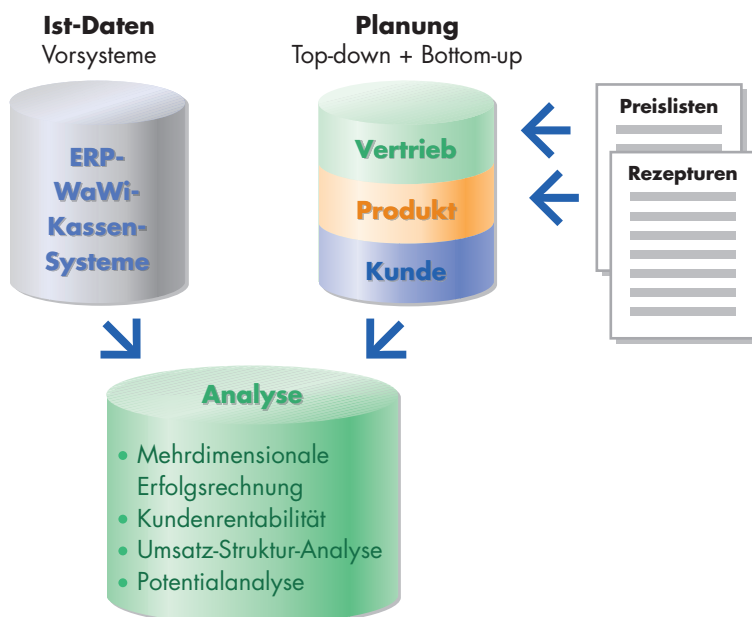 Ist-Daten
Vorsysteme
ERP-
WaWi-
Kassen-
Systeme
Planung
Top-down + Bottom-up
Vertrieb
Produkt
Kunde
Preislisten
Rezepturen
Analyse
• Mehrdimensionale
Erfolgsrechnung
• Kundenrentabilität
• Umsatz-Struktur-Analyse
• Potentialanalyse